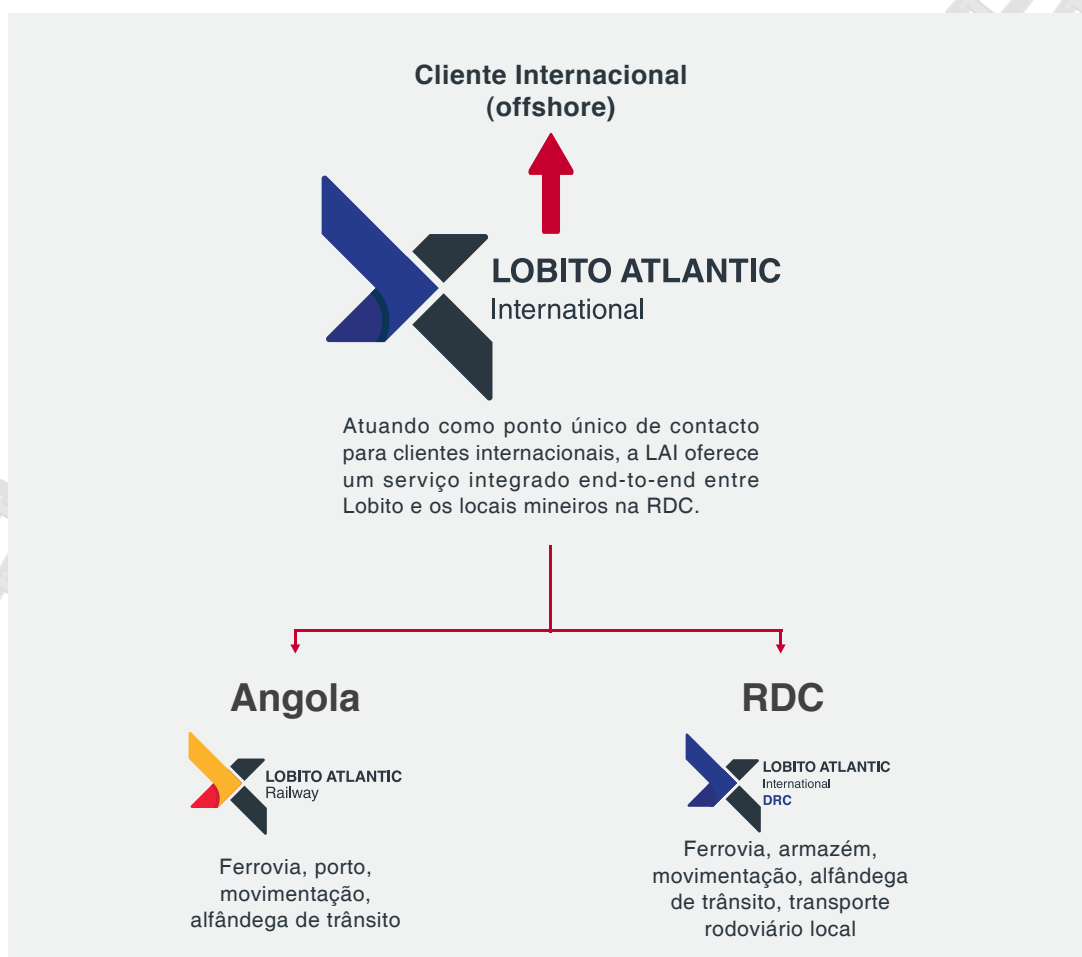 Cliente Internacional
(offshore)
LOBITO ATLANTIC
International
Atuando como ponto único de contacto
para clientes internacionais, a LAI oferece
um serviço integrado end-to-end entre
Lobito e os locais mineiros na RDC.
Angola
LOBITO ATLANTIC
Railway
Ferrovia, porto,
movimentação,
alfândega de trânsito
RDC
LOBITO ATLANTIC
International
DRC
Ferrovia, armazém,
movimentação, alfândega
de trânsito, transporte
rodoviário local